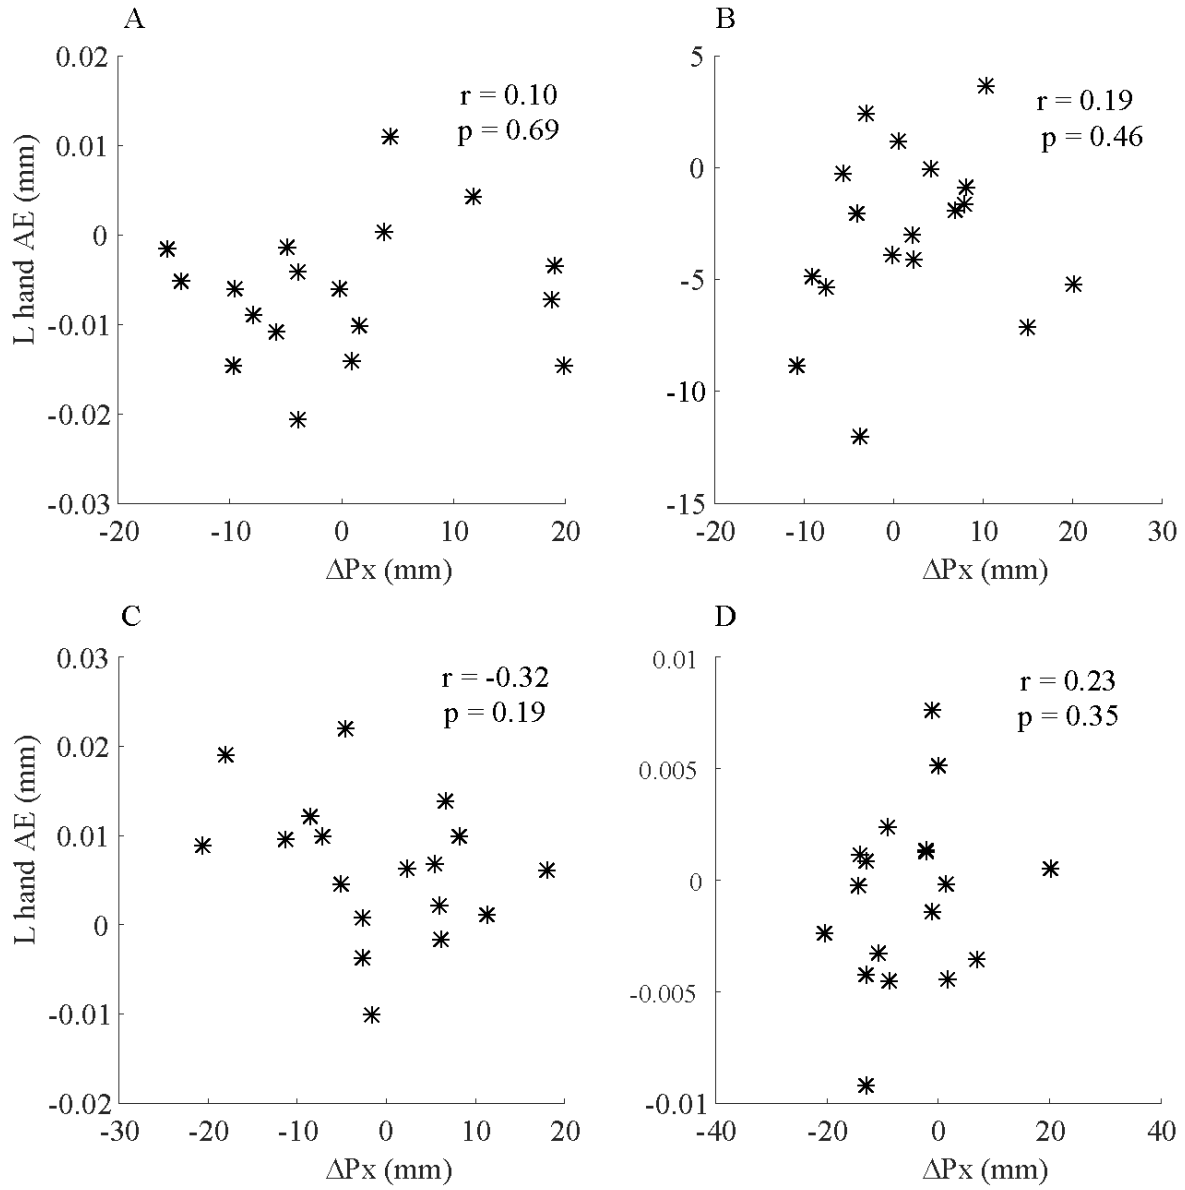 A
0.02
0.01
0
-0.01
-0.02
-0.03
L hand AE (mm)
r = 0.10
p = 0.69
-20 -10 0 10 20
ΔPx (mm)
B
5
0
-5
-10
-15
r = 0.19
p = 0.46
-20 -10 0 10 20 30
ΔPx (mm)
C
0.03
0.02
0.01
0
-0.01
-0.02
L hand AE (mm)
r = -0.32
p = 0.19
-30 -20 -10 0 10 20
ΔPx (mm)
D
0.01
0.005
0
-0.005
-0.01
r = 0.23
p = 0.35
-40 -20 0 20 40
ΔPx (mm)